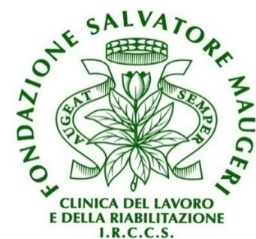 FONDAZIONE SALVATORE MAUGERI
AUGEAT SEMPER
CLINICA DEL LAVORO
E DELLA RIABILITAZIONE
I.R.C.C.S.